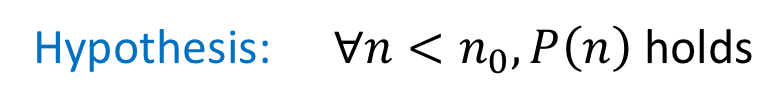 Hypothesis: ∀𝑛 < 𝑛₀, 𝑃(𝑛) holds